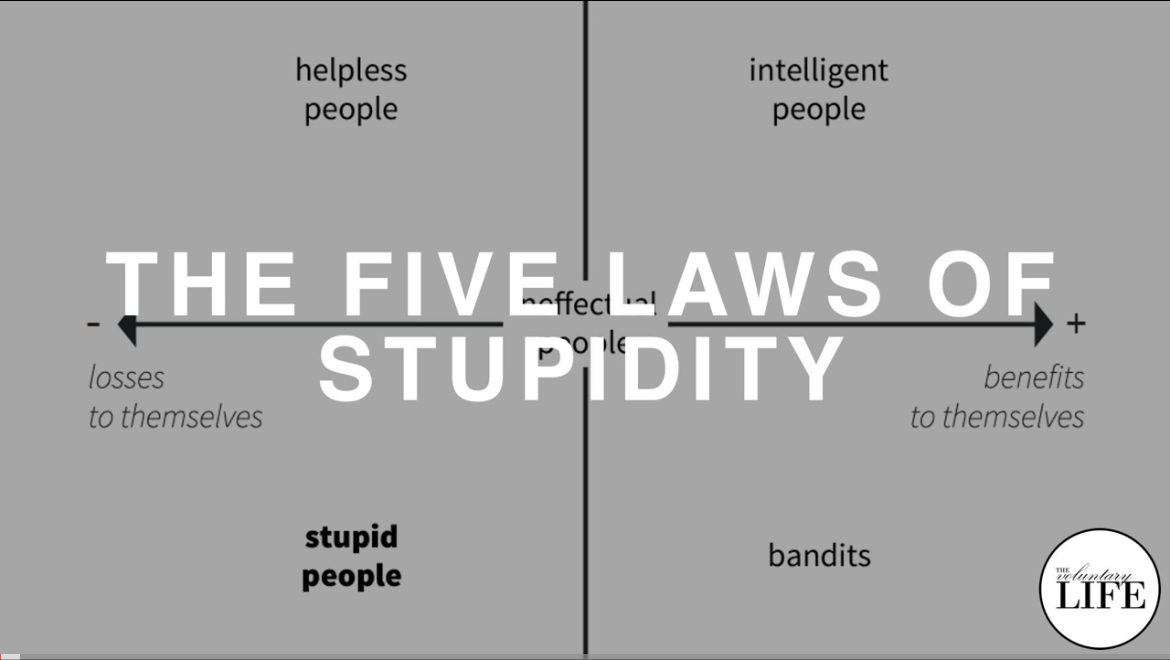 helpless
people
intelligent
people
THE FIVE LAWS OF
STUPIDITY
ineffectual
people
-
+
losses
to themselves
benefits
to themselves
stupid
people
bandits
THE
voluntary
LIFE